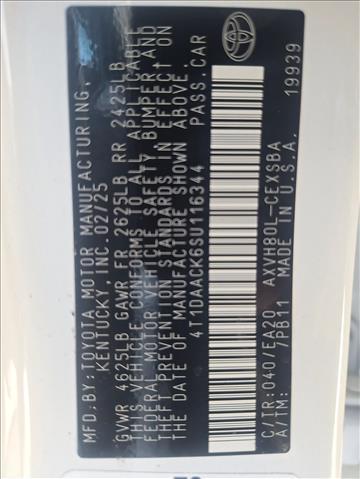 MFD. BY: TOYOTA MOTOR MANUFACTURING,
KENTUCKY, INC. 02/25
GVWR 4625LB GAWR FR 2625LB RR 2425LB
THIS VEHICLE CONFORMS TO ALL APPLICABLE
FEDERAL MOTOR VEHICLE SAFETY, BUMPER, AND
THEFT PREVENTION STANDARDS IN EFFECT ON
THE DATE OF MANUFACTURE SHOWN ABOVE.
4T1DAACK6SU116344 PASS. CAR
C/TR: 040/EA20 AXVH80L-CEXSBA
A/TM: /PB11 MADE IN U.S.A. 19939
TOYOTA